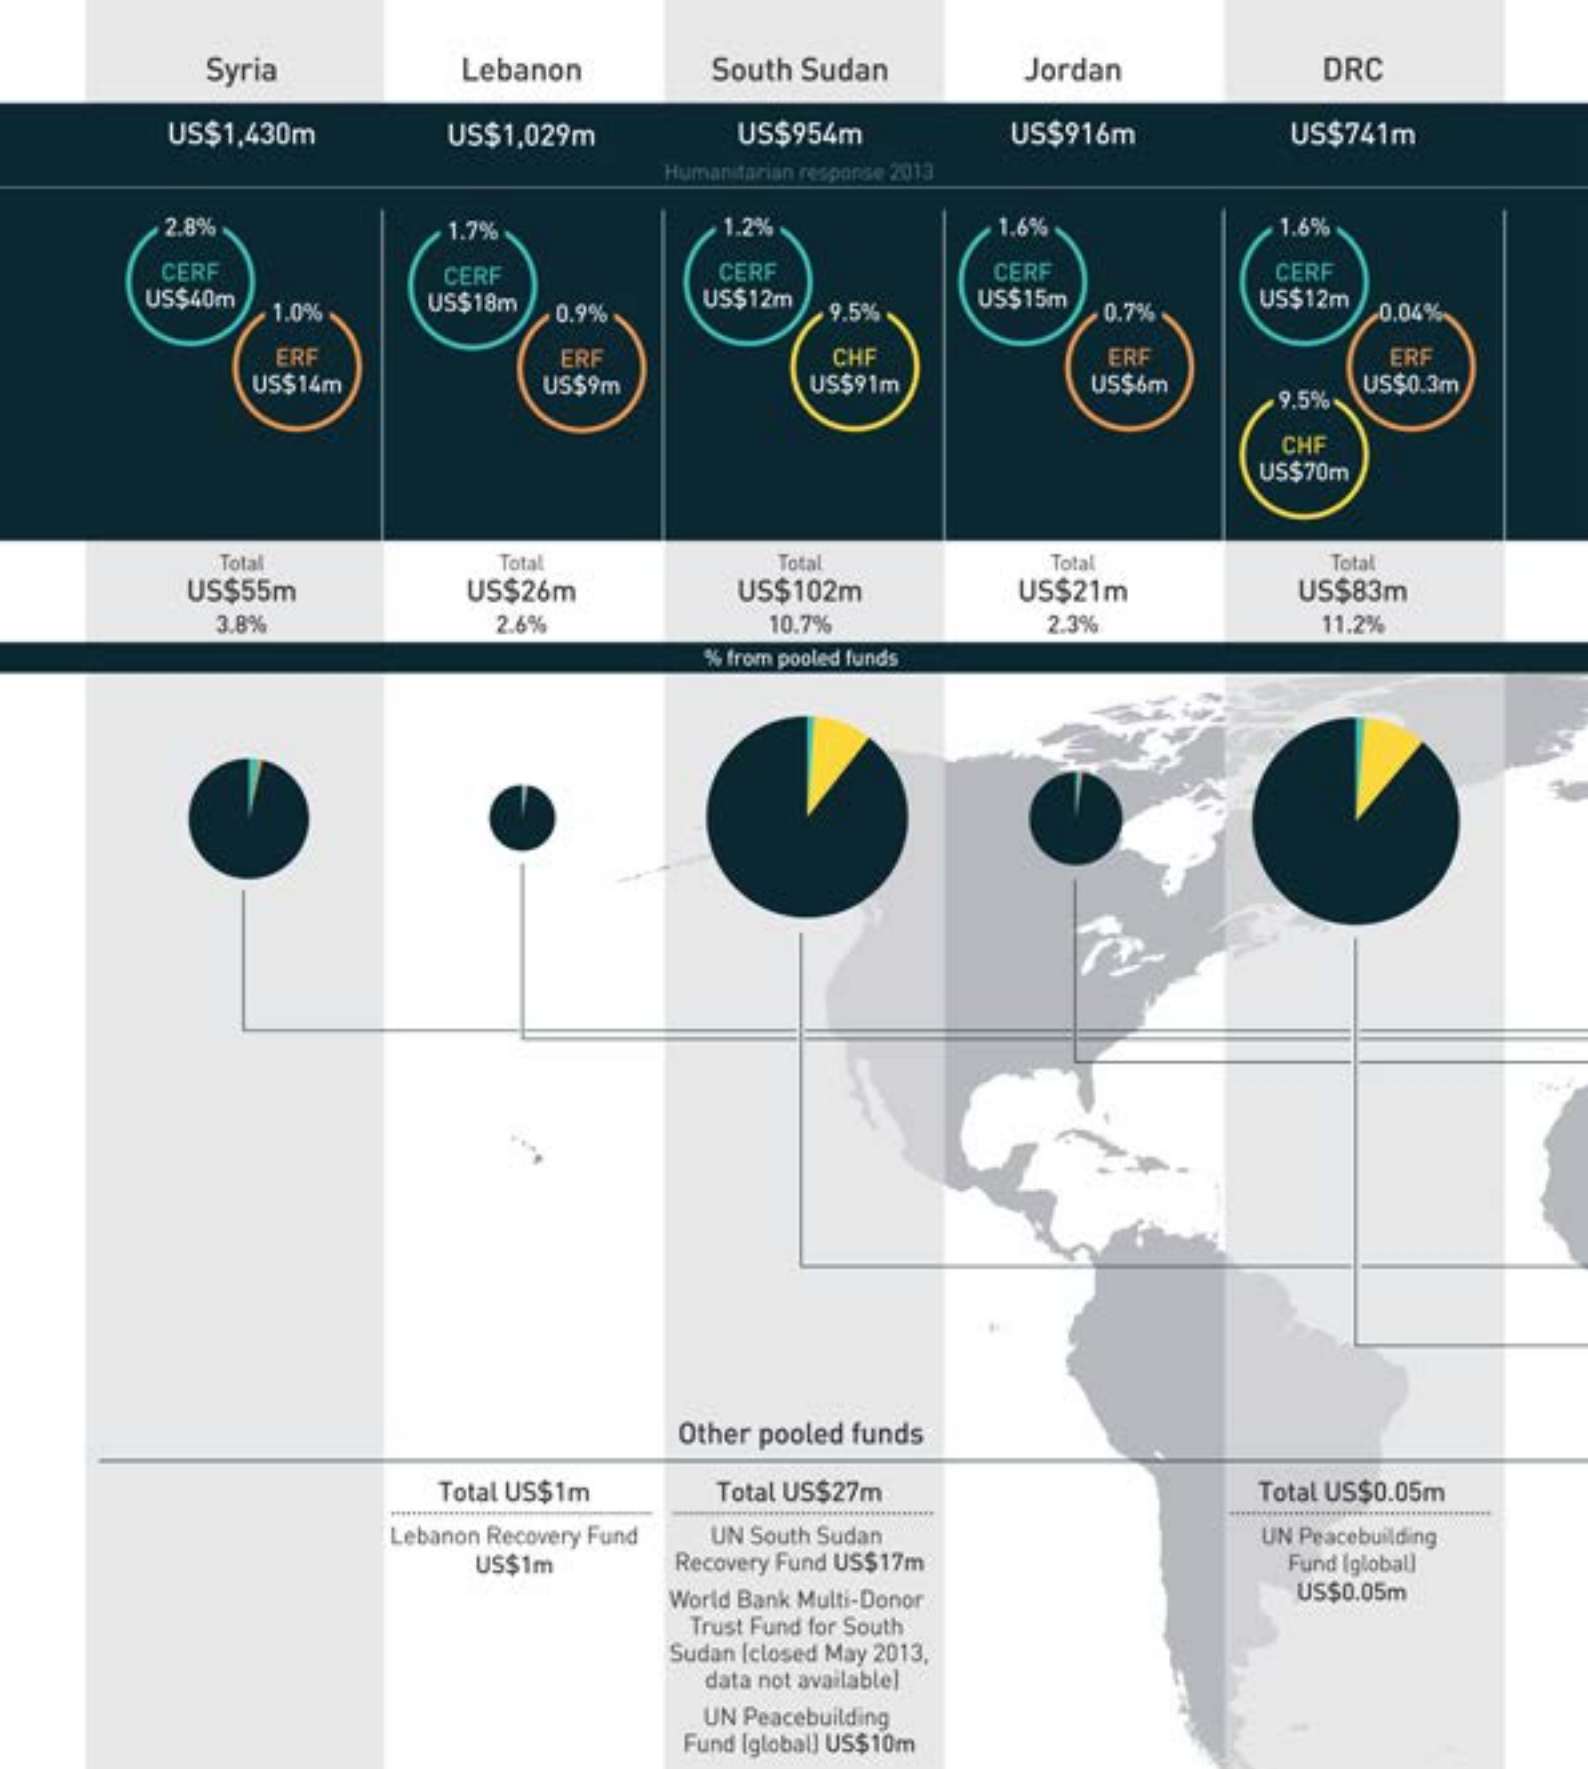 Syria
Lebanon
South Sudan
Jordan
DRC
US$1,430m
US$1,029m
US$954m
US$916m
US$741m
Humanitarian response 2013
2.8%
CERF
US$40m
1.0%
ERF
US$14m
1.7%
CERF
US$18m
0.9%
ERF
US$9m
1.2%
CERF
US$12m
9.5%
CHF
US$91m
1.6%
CERF
US$15m
0.7%
ERF
US$6m
1.6%
CERF
US$12m
0.04%
ERF
US$0.3m
9.5%
CHF
US$70m
Total
US$55m
3.8%
Total
US$26m
2.6%
Total
US$102m
10.7%
Total
US$21m
2.3%
Total
US$83m
11.2%
% from pooled funds
Other pooled funds
Total US$1m
Lebanon Recovery Fund
US$1m
Total US$27m
UN South Sudan
Recovery Fund US$17m
World Bank Multi-Donor
Trust Fund for South
Sudan (closed May 2013,
data not available)
UN Peacebuilding
Fund (global) US$10m
Total US$0.05m
UN Peacebuilding
Fund (global)
US$0.05m